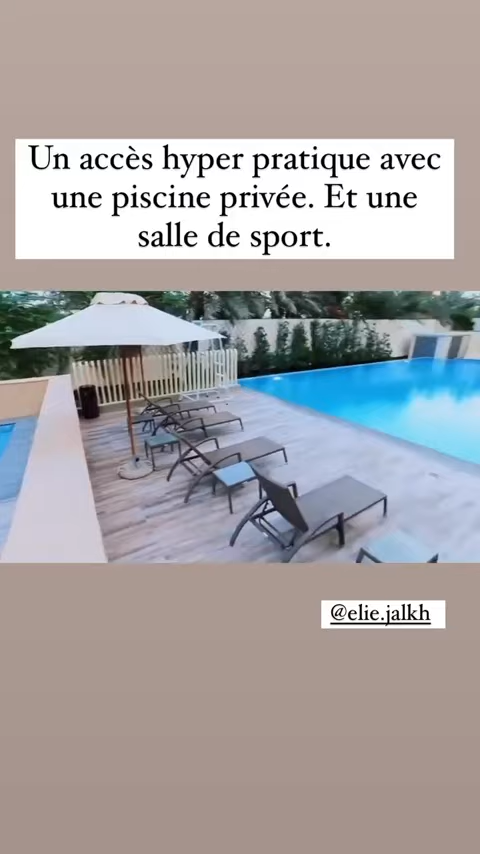 Un accès hyper pratique avec
une piscine privée. Et une
salle de sport.
@elie.jalkh